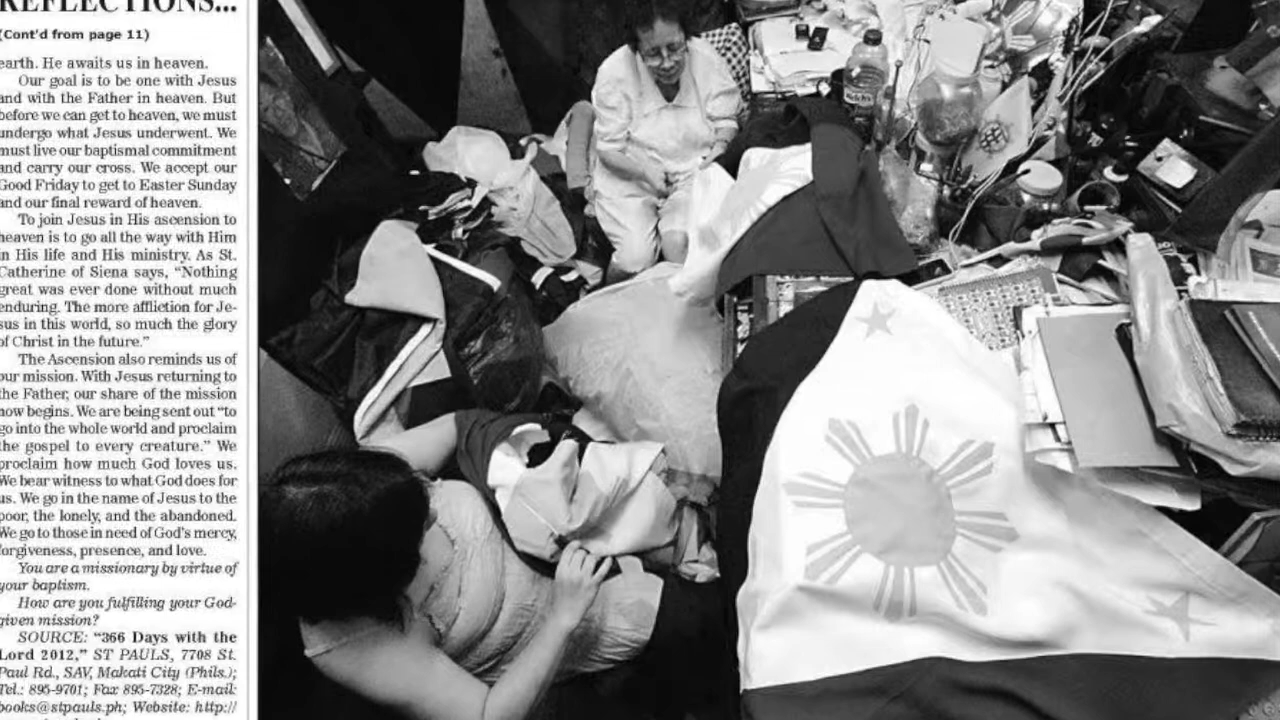 REFLECTIONS...
(Cont'd from page 11)
earth. He awaits us in heaven.
Our goal is to be one with Jesus
and with the Father in heaven. But
before we can get to heaven, we must
undergo what Jesus underwent. We
must live our baptismal commitment
and carry our cross. We accept our
Good Friday to get to Easter Sunday
and our final reward of heaven.
To join Jesus in His ascension to
heaven is to go all the way with Him
in His life and His ministry. As St.
Catherine of Siena says, “Nothing
great was ever done without much
enduring. The more affliction for Je-
sus in this world, so much the glory
of Christ in the future.”
The Ascension also reminds us of
our mission. With Jesus returning to
the Father, our share of the mission
now begins. We are being sent out “to
go into the whole world and proclaim
the gospel to every creature.” We
proclaim how much God loves us.
We bear witness to what God does for
us. We go in the name of Jesus to the
poor, the lonely, and the abandoned.
We go to those in need of God's mercy,
forgiveness, presence, and love.
You are a missionary by virtue of
your baptism.
How are you fulfilling your God-
given mission?
SOURCE: “366 Days with the
Lord 2012,” ST PAULS, 7708 St.
Paul Rd., SAV, Makati City (Phils.);
Tel.: 895-9701; Fax 895-7328; E-mail:
books@stpauls.ph; Website: http://